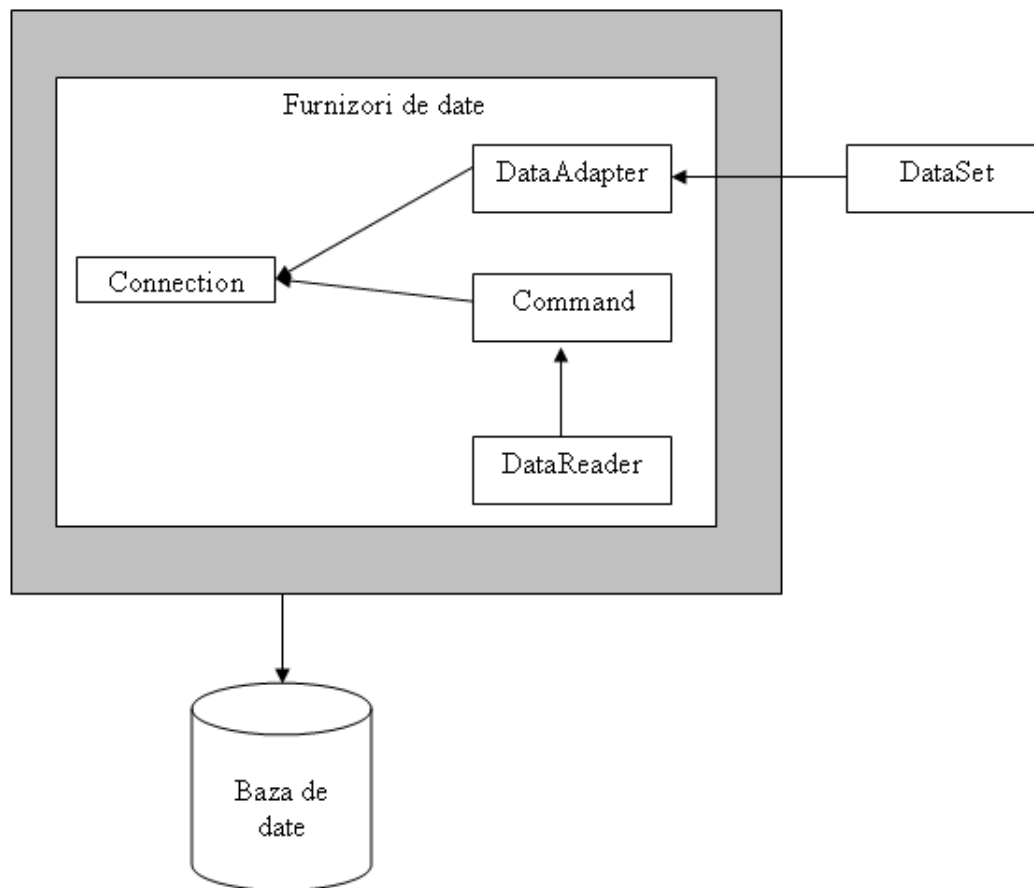 Furnizori de date
DataAdapter
DataSet
Connection
Command
DataReader
Baza de
date